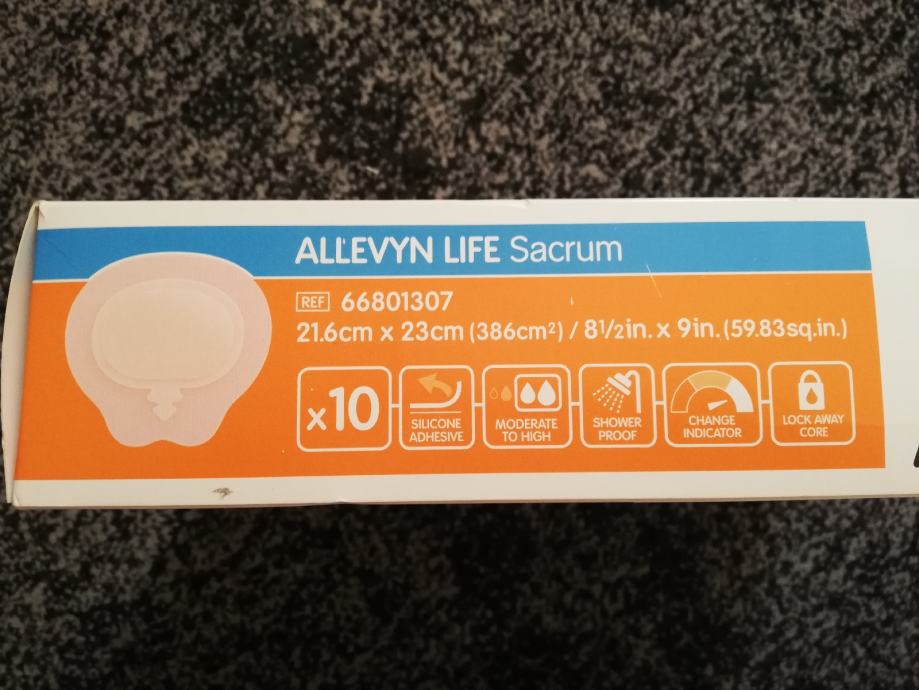 ALLEVYN LIFE Sacrum
REF 66801307
21.6cm x 23cm (386cm²) / 8½in. x 9in. (59.83sq.in.)
x10
SILICONE
ADHESIVE
MODERATE
TO HIGH
SHOWER
PROOF
CHANGE
INDICATOR
LOCK AWAY
CORE